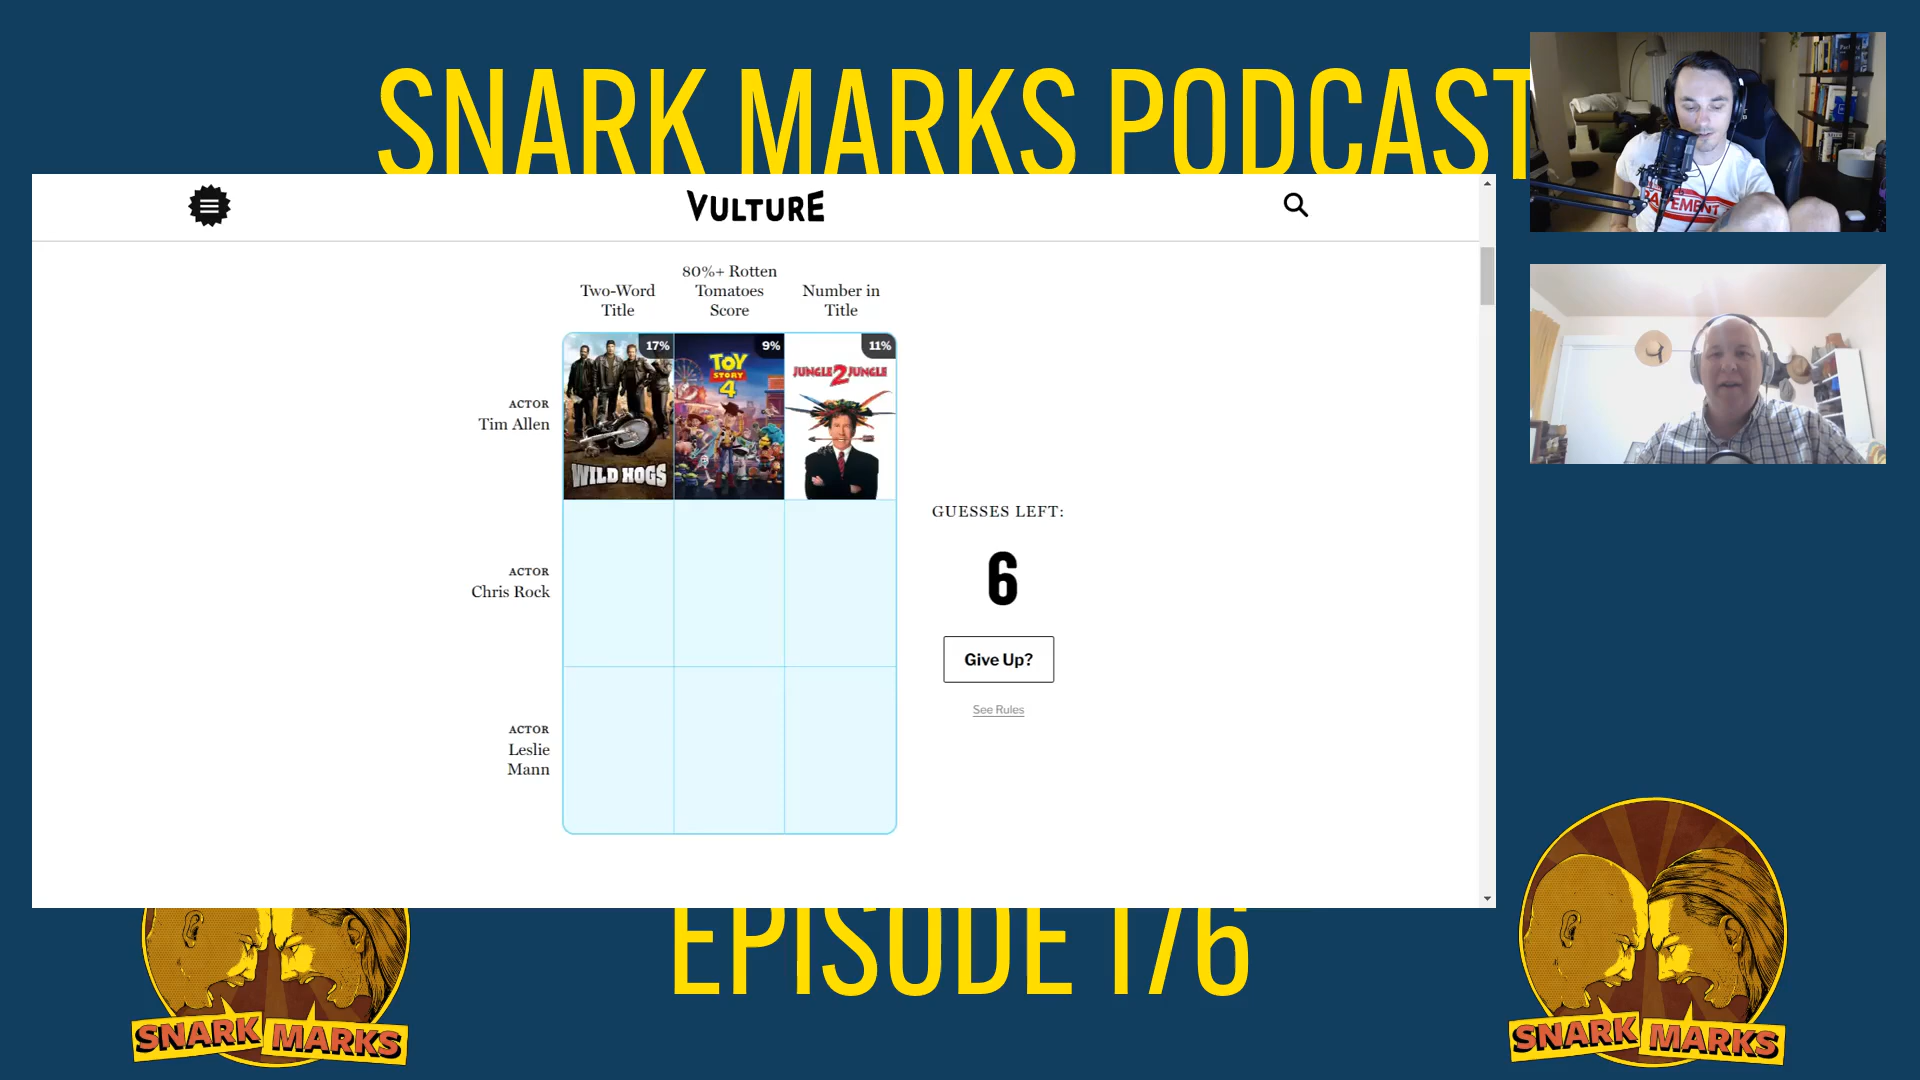 SNARK MARKS PODCAST
VULTURE
Two-Word
Title
80%+ Rotten
Tomatoes
Score
Number in
Title
17%
9%
11%
WILD HOGS
TOY
STORY
4
JUNGLE 2 JUNGLE
ACTOR
Tim Allen
ACTOR
Chris Rock
ACTOR
Leslie
Mann
GUESSES LEFT:
6
Give Up?
See Rules
EPISODE 176
SNARK MARKS
SNARK MARKS